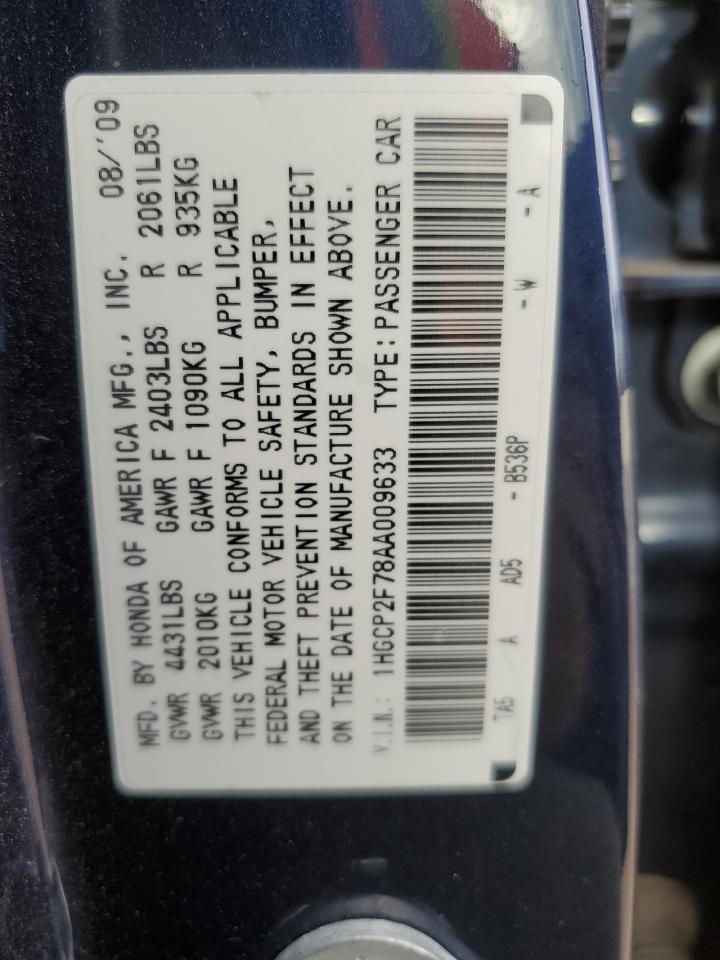 MFD. BY HONDA OF AMERICA MFG., INC. 08/'09
GVWR 4431LBS GAWR F 2403LBS R 2061LBS
GVWR 2010KG GAWR F 1090KG R 935KG
THIS VEHICLE CONFORMS TO ALL APPLICABLE
FEDERAL MOTOR VEHICLE SAFETY, BUMPER,
AND THEFT PREVENTION STANDARDS IN EFFECT
ON THE DATE OF MANUFACTURE SHOWN ABOVE.
V.I.N.: 1HGCP2F78AA009633 TYPE: PASSENGER CAR
TA5 A AD5 - B536P - W - A